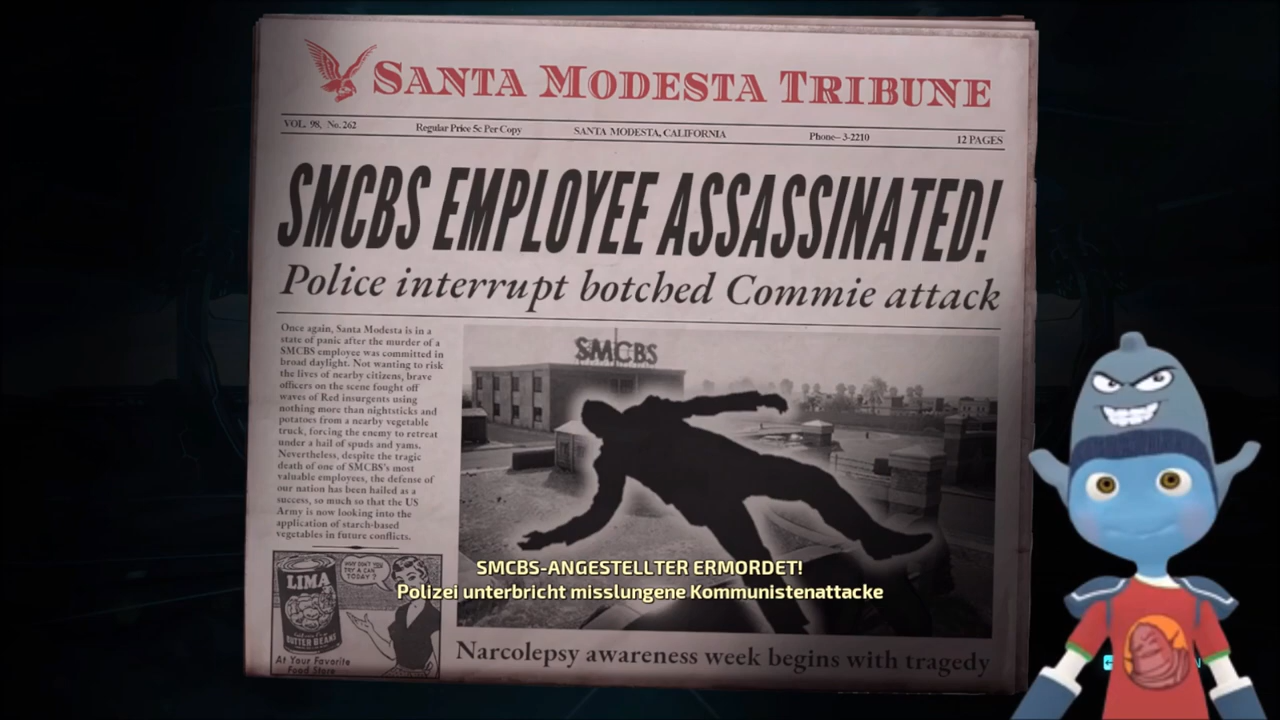 SANTA MODESTA TRIBUNE
VOL. 98, No. 262 Regular Price 5c Per Copy SANTA MODESTA, CALIFORNIA Phone– 3-2210 12 PAGES
SMCBS EMPLOYEE ASSASSINATED!
Police interrupt botched Commie attack
Once again, Santa Modesta is in a
state of panic after the murder of a
SMCBS employee was committed in
broad daylight. Not wanting to risk
the lives of nearby citizens, brave
officers on the scene fought off
waves of Red insurgents using
nothing more than nightsticks and
potatoes from a nearby vegetable
truck, forcing the enemy to retreat
under a hail of spuds and yams.
Nevertheless, despite the tragic
death of one of SMCBS's most
valuable employees, the defense of
our nation has been hailed as a
success, so much so that the US
Army is now looking into the
application of starch-based
vegetables in future conflicts.
SMCBS
WHY DON'T YOU
TRY A CAN
TODAY?
LIMA
BUTTER BEANS
At Your Favorite
Food Store
SMCBS-ANGESTELLTER ERMORDET!
Polizei unterbricht misslungene Kommunistenattacke
Narcolepsy awareness week begins with tragedy